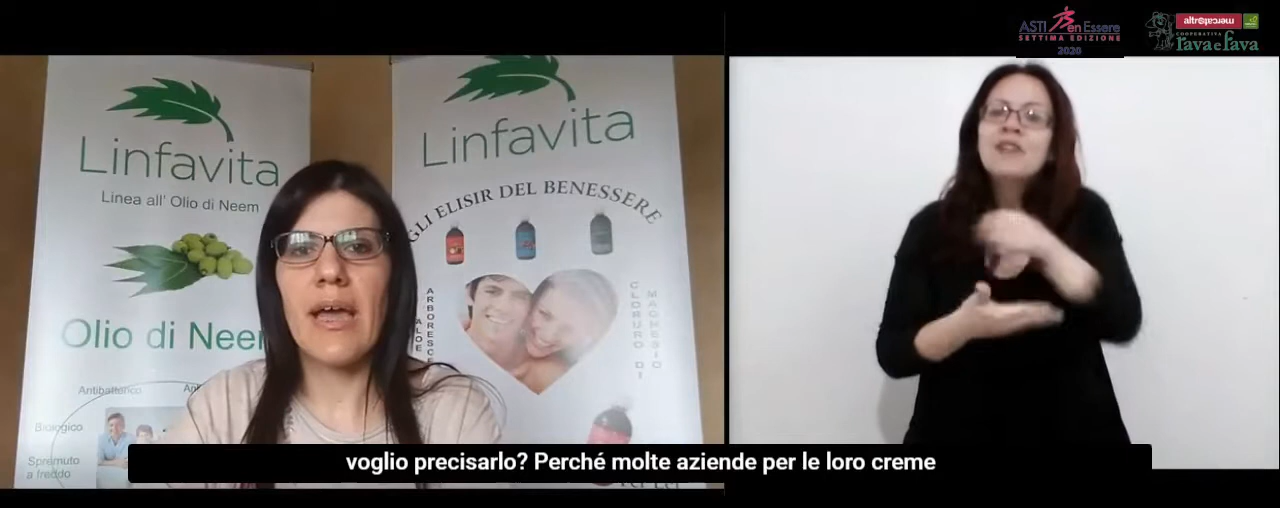 ASTI BenEssere
SETTIMA EDIZIONE
2020
altromercato
COOPERATIVA
rava e fava
Linfavita
Linea all' Olio di Neem
Olio di Neem
Antibatterico
Biologico
Spremuto
a freddo
Linfavita
GLI ELISIR DEL BENESSERE
ALOE
ARBORESCE
CLORURO DI
MAGNESIO
voglio precisarlo? Perché molte aziende per le loro creme